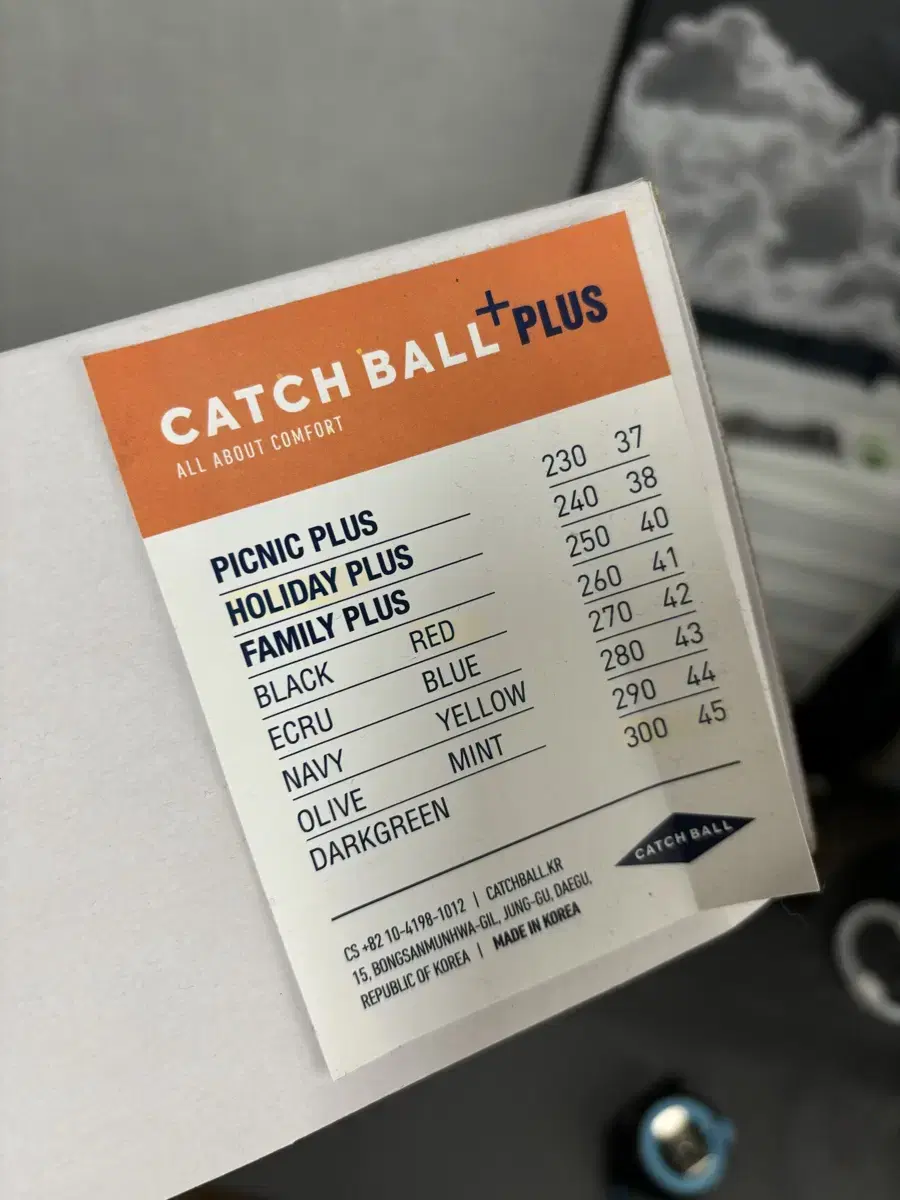 CATCH BALL + PLUS
ALL ABOUT COMFORT
PICNIC PLUS
HOLIDAY PLUS
FAMILY PLUS
BLACK RED
ECRU BLUE
NAVY YELLOW
OLIVE MINT
DARKGREEN
230 37
240 38
250 40
260 41
270 42
280 43
290 44
300 45
CS +82 10-4198-1012 | CATCHBALL.KR
15, BONGSANMUNHWA-GIL, JUNG-GU, DAEGU,
REPUBLIC OF KOREA | MADE IN KOREA
CATCH BALL